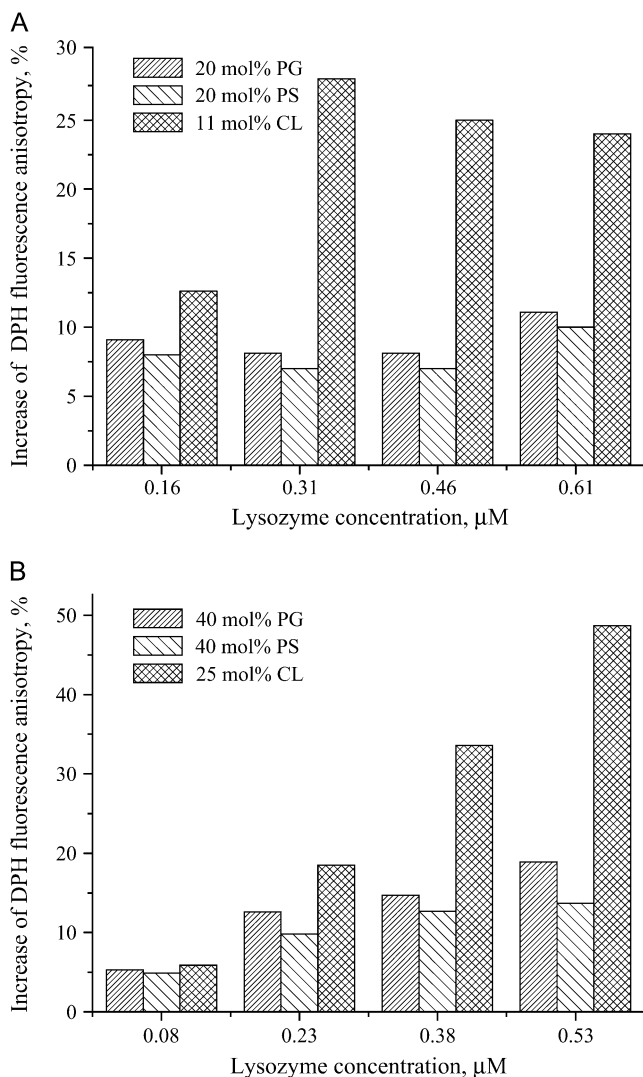 A
Increase of DPH fluorescence anisotropy, %
30
25
20
15
10
5
0
20 mol% PG
20 mol% PS
11 mol% CL
0.16 0.31 0.46 0.61
Lysozyme concentration, μM
B
Increase of DPH fluorescence anisotropy, %
50
40
30
20
10
0
40 mol% PG
40 mol% PS
25 mol% CL
0.08 0.23 0.38 0.53
Lysozyme concentration, μM